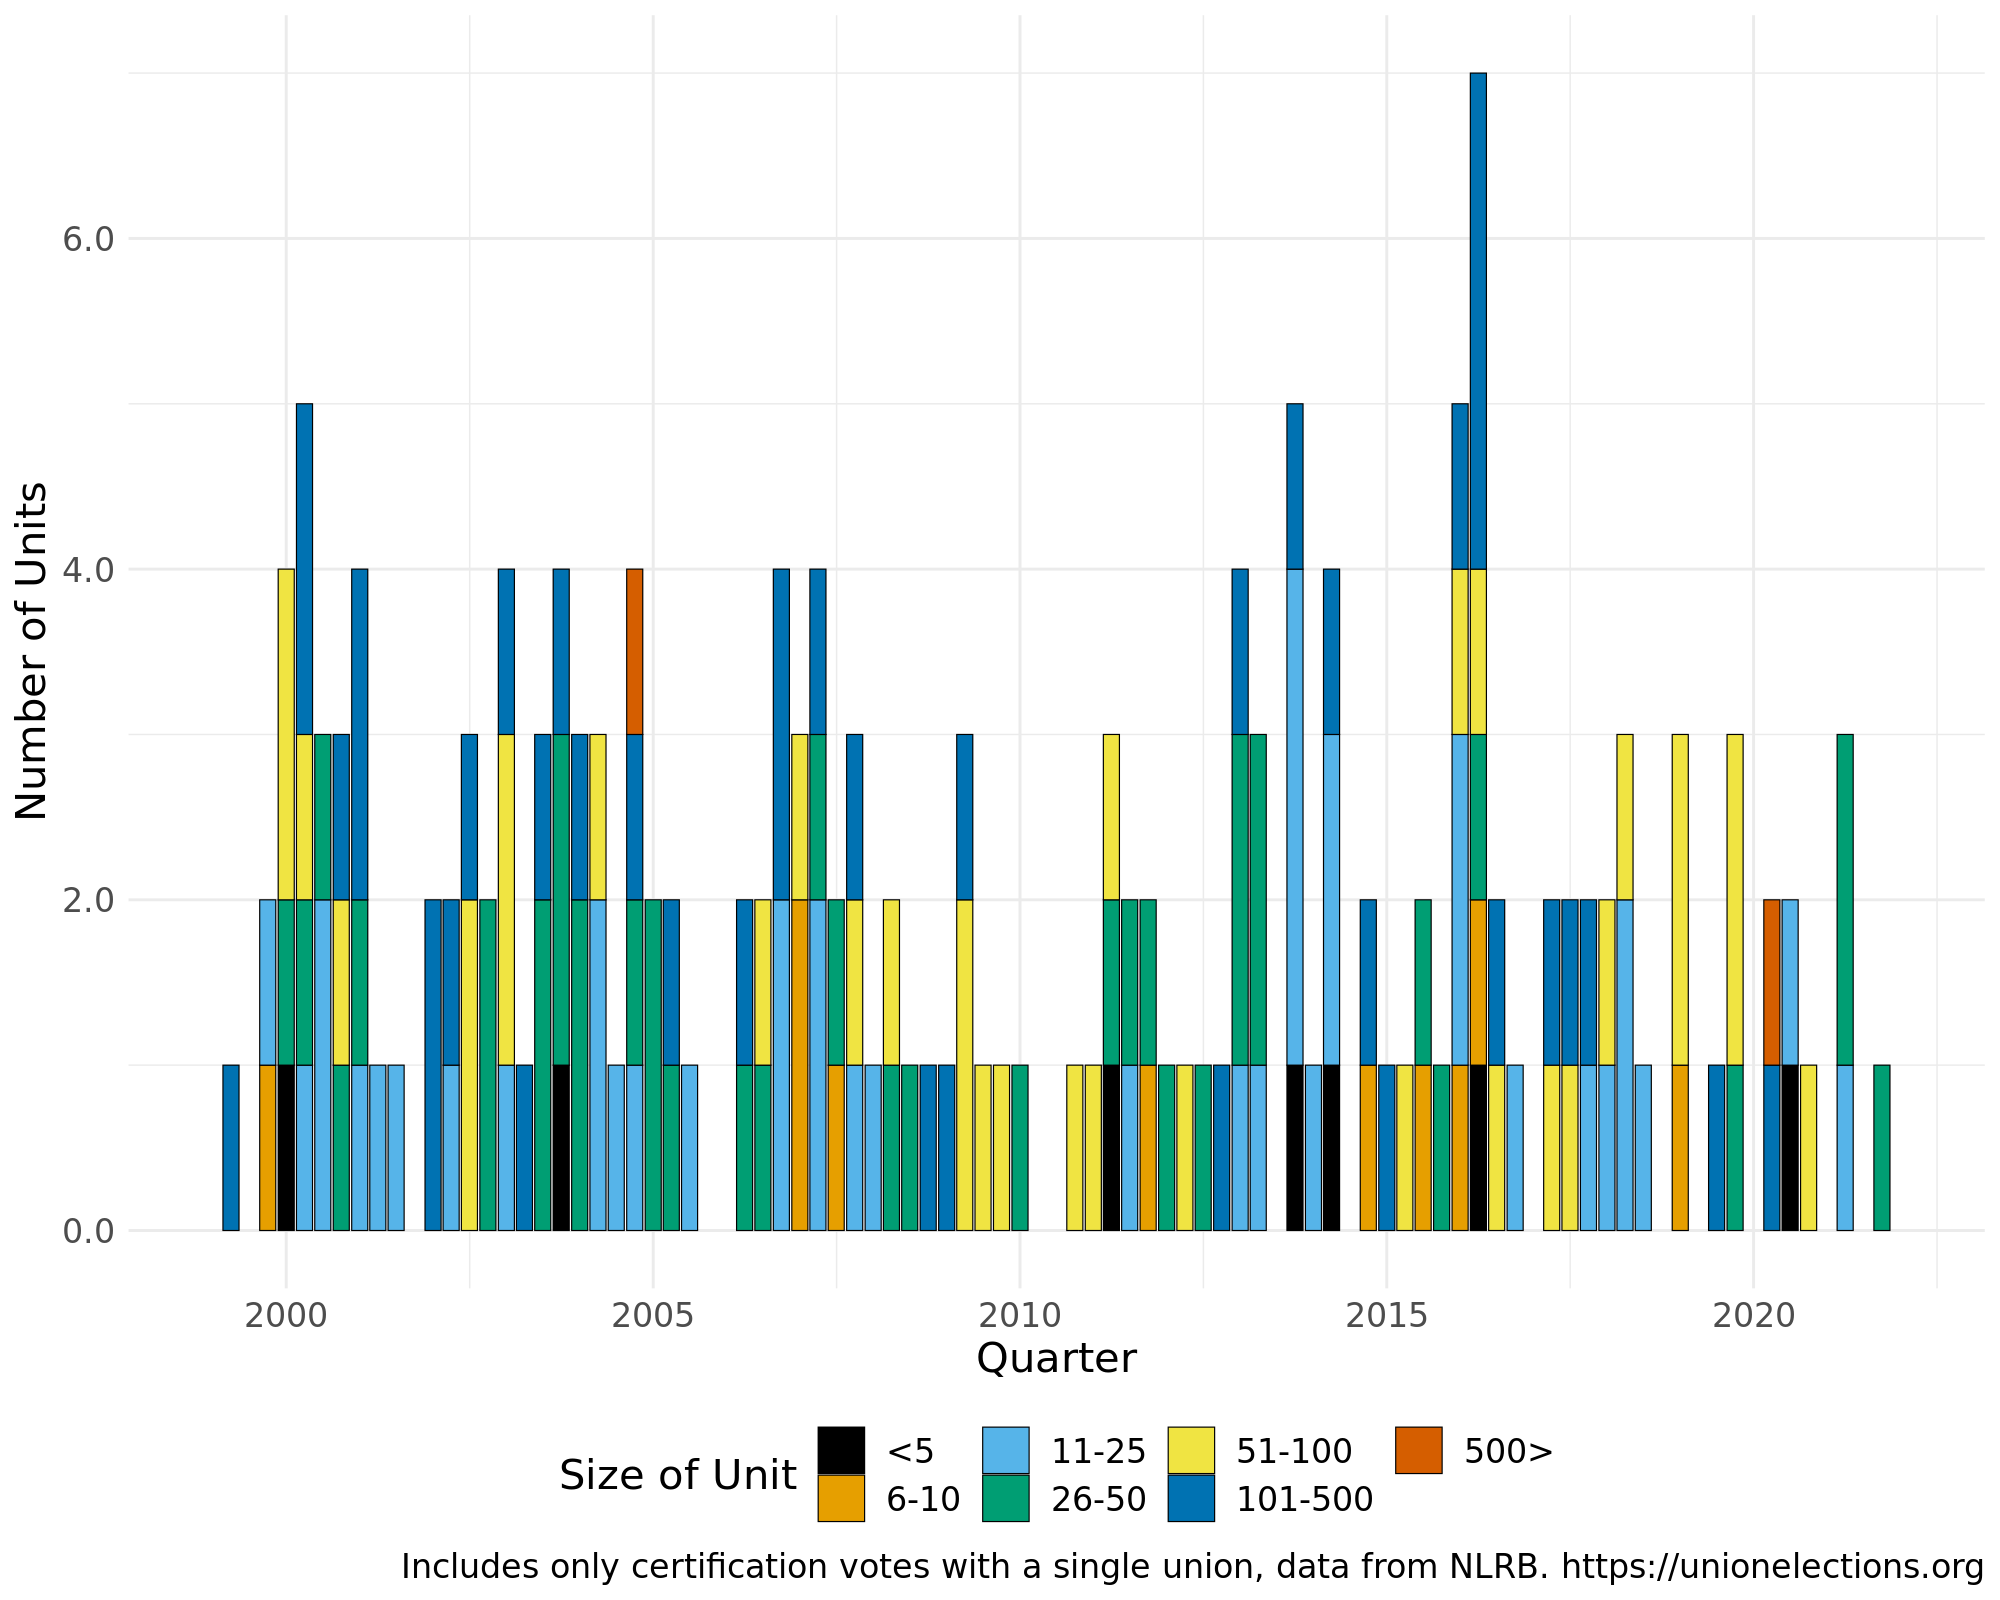 6.0
4.0
2.0
0.0
Number of Units
2000 2005 2010 2015 2020
Quarter
Size of Unit
<5 11-25 51-100 500>
6-10 26-50 101-500
Includes only certification votes with a single union, data from NLRB. https://unionelections.org